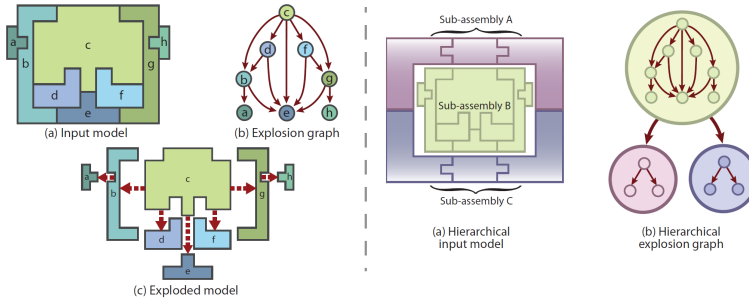 a
b
c
d
e
f
g
h
(a) Input model
c
d
f
b
g
a
e
h
(b) Explosion graph
a
b
c
d
e
f
g
h
(c) Exploded model
Sub-assembly A
Sub-assembly B
Sub-assembly C
(a) Hierarchical
input model
(b) Hierarchical
explosion graph